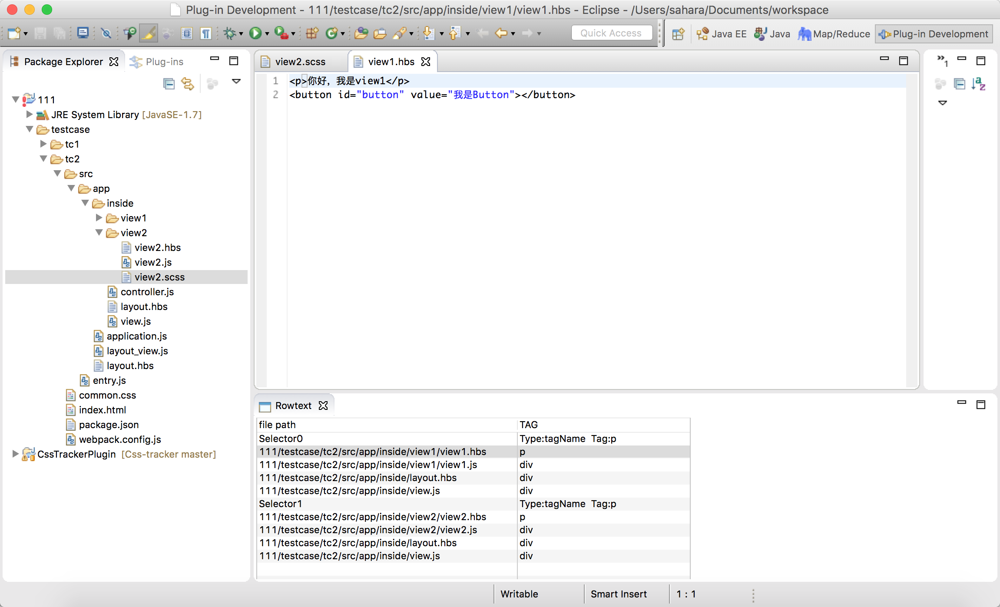 Plug-in Development - 111/testcase/tc2/src/app/inside/view1/view1.hbs - Eclipse - /Users/sahara/Documents/workspace
Quick Access
Java EE
Java
Map/Reduce
Plug-in Development
Package Explorer
Plug-ins
111
JRE System Library [JavaSE-1.7]
testcase
tc1
tc2
src
app
inside
view1
view2
view2.hbs
view2.js
view2.scss
controller.js
layout.hbs
view.js
application.js
layout_view.js
layout.hbs
entry.js
common.css
index.html
package.json
webpack.config.js
CssTrackerPlugin [Css-tracker master]
view2.scss
view1.hbs
1 <p>你好，我是view1</p>
2 <button id="button" value="我是Button"></button>
»1
Rowtext
file path TAG
Selector0 Type:tagName Tag:p
111/testcase/tc2/src/app/inside/view1/view1.hbs p
111/testcase/tc2/src/app/inside/view1/view1.js div
111/testcase/tc2/src/app/inside/layout.hbs div
111/testcase/tc2/src/app/inside/view.js div
Selector1 Type:tagName Tag:p
111/testcase/tc2/src/app/inside/view2/view2.hbs p
111/testcase/tc2/src/app/inside/view2/view2.js div
111/testcase/tc2/src/app/inside/layout.hbs div
111/testcase/tc2/src/app/inside/view.js div
Writable
Smart Insert
1 : 1